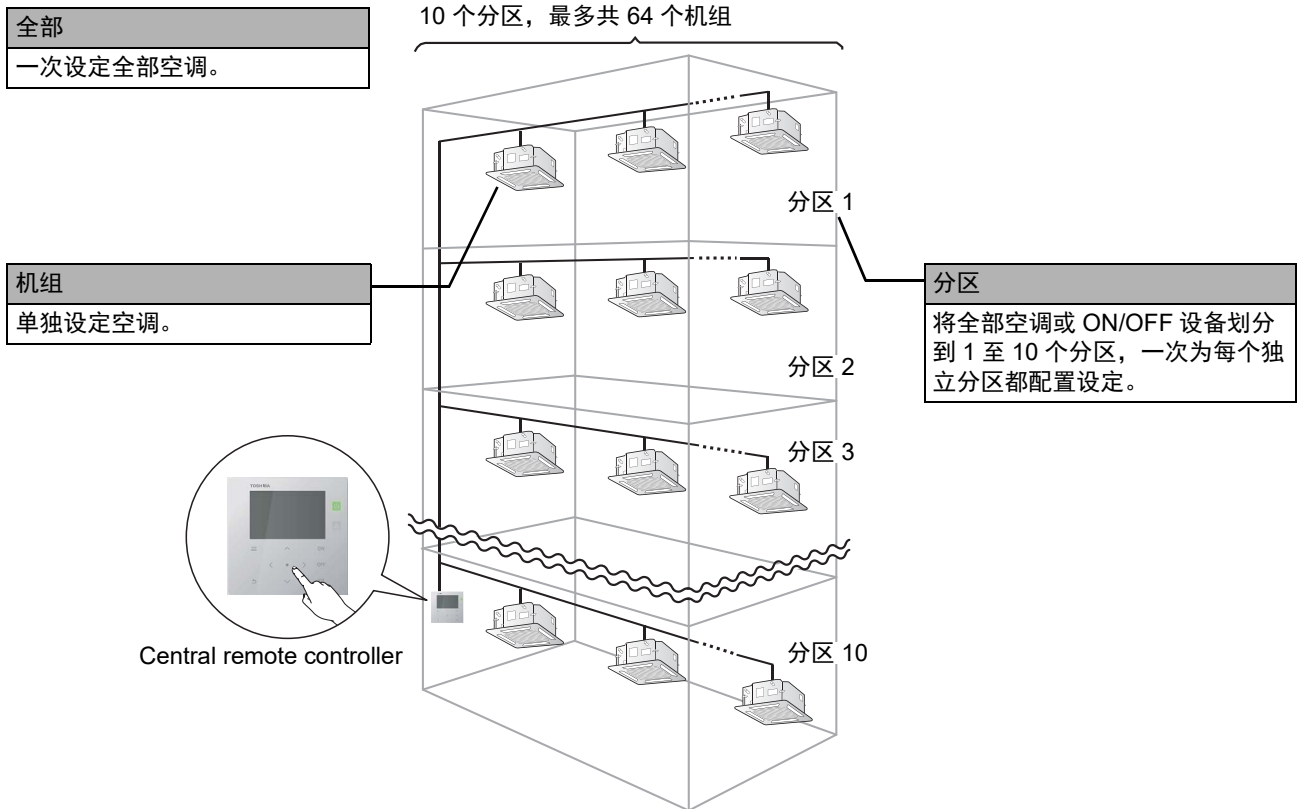 全部
一次设定全部空调。
10 个分区，最多共 64 个机组
分区 1
机组
单独设定空调。
分区
将全部空调或 ON/OFF 设备划分
到 1 至 10 个分区，一次为每个独
立分区都配置设定。
分区 2
分区 3
TOSHIBA
Central remote controller
分区 10